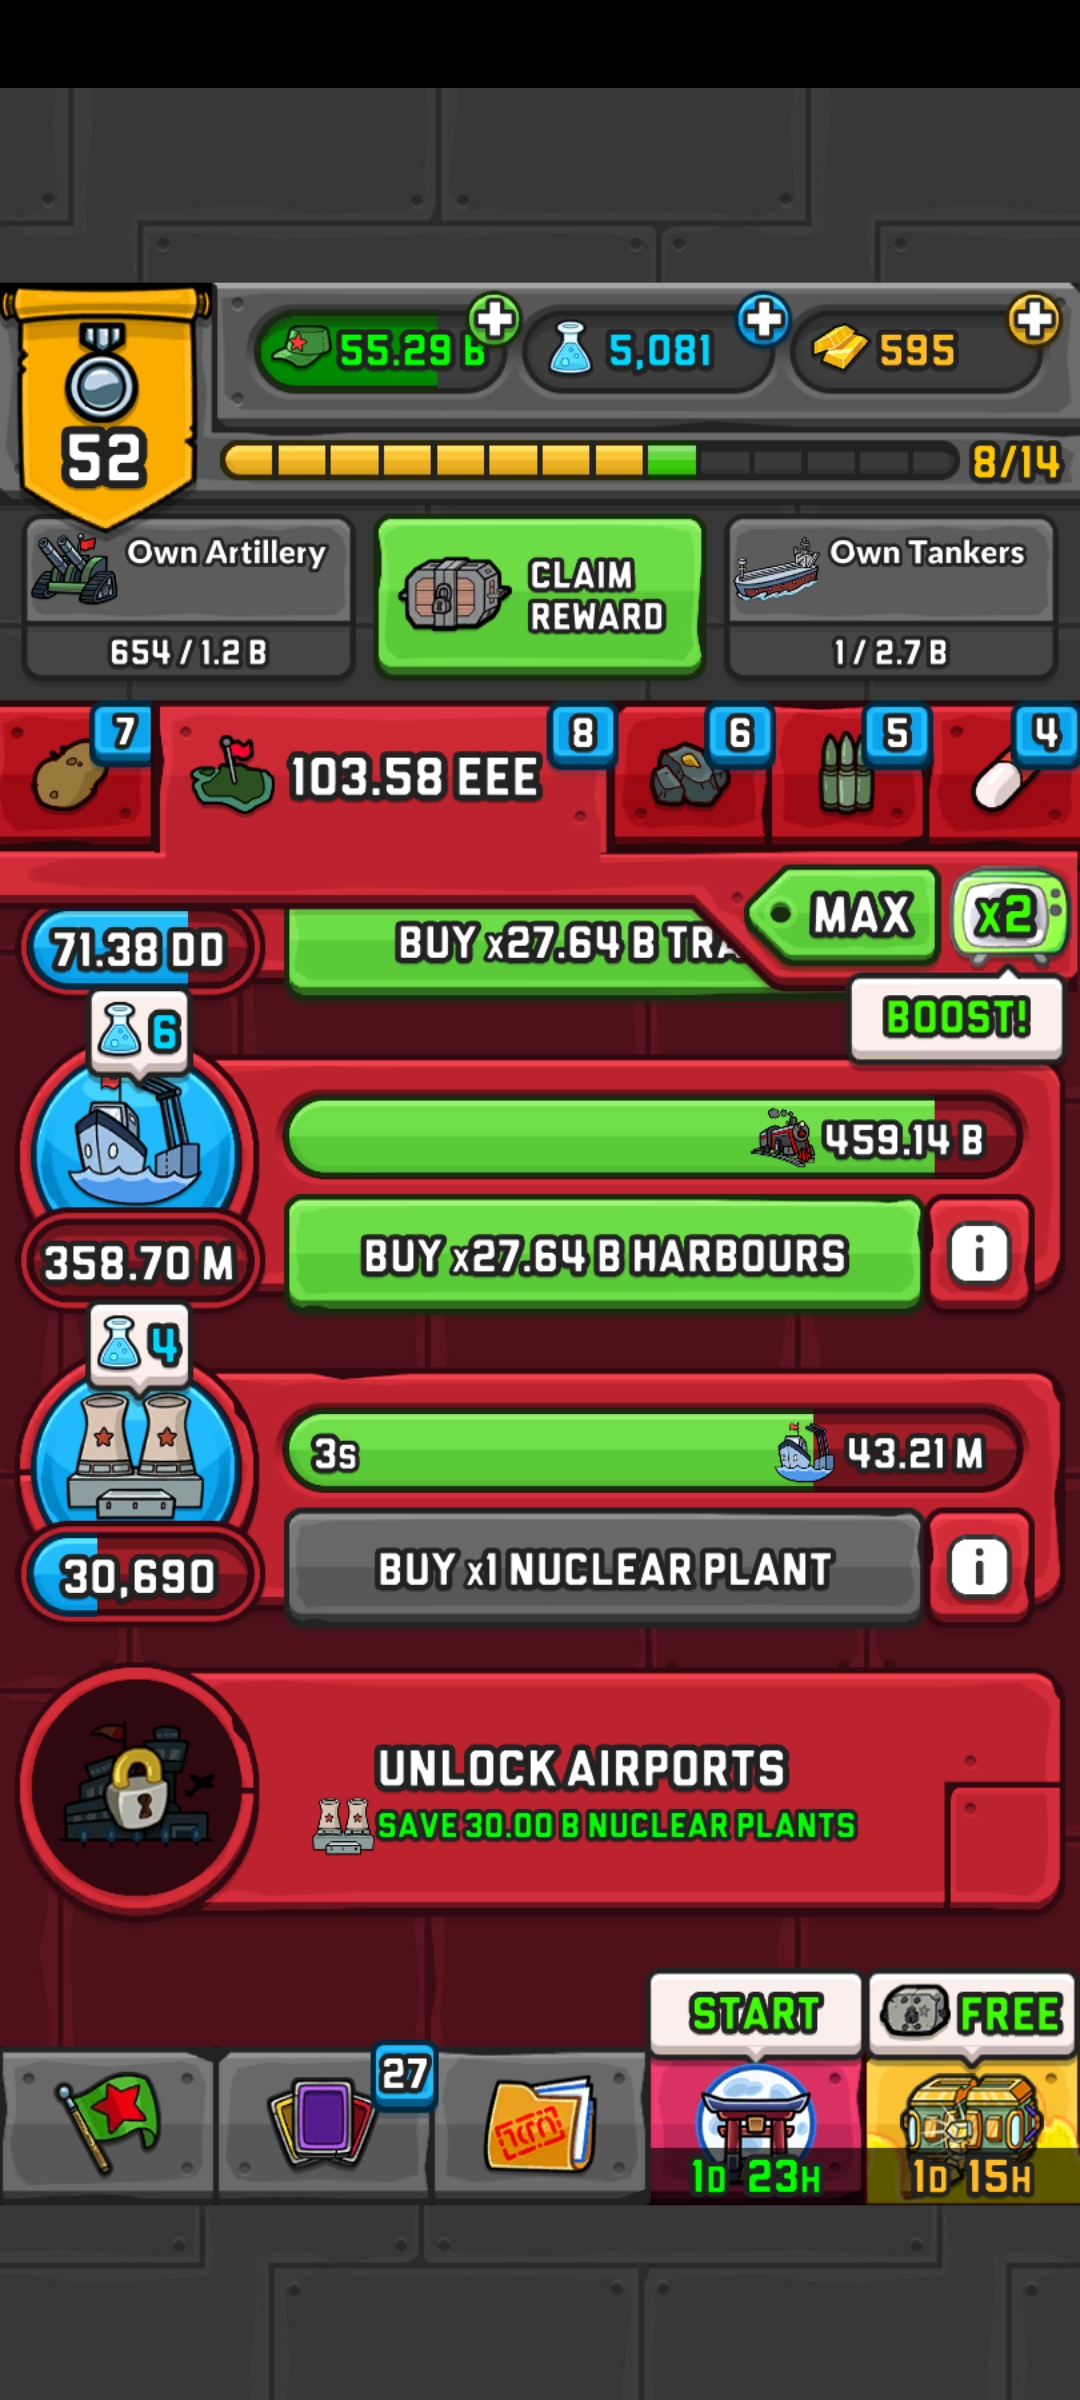 55.29 B
5,081
595
52
8/14
Own Artillery
654 / 1.2 B
CLAIM
REWARD
Own Tankers
1 / 2.7 B
7
103.58 EEE
8
6
5
4
MAX
x2
BOOST!
71.38 DD
BUY x27.64 B TRA
6
459.14 B
358.70 M
BUY x27.64 B HARBOURS
i
4
3s
43.21 M
30,690
BUY x1 NUCLEAR PLANT
i
UNLOCK AIRPORTS
SAVE 30.00 B NUCLEAR PLANTS
START
FREE
27
1D 23H
1D 15H